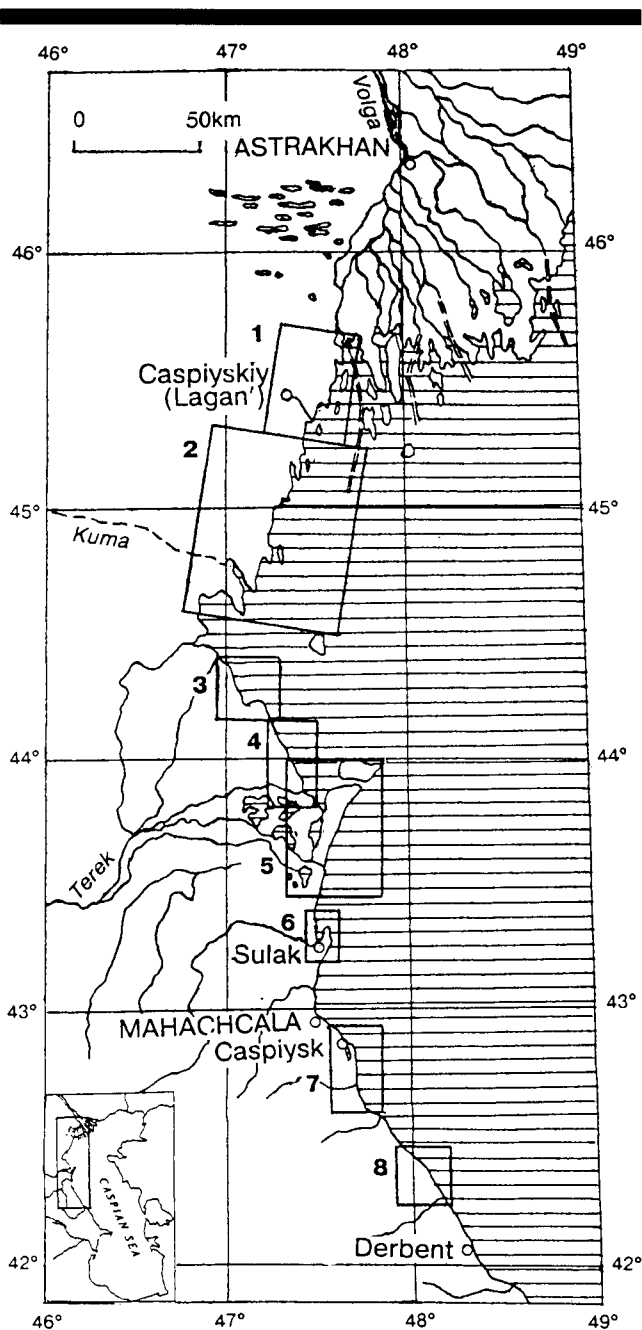 46° 47° 48° 49°
Volga
0 50km
ASTRAKHAN
46° 46°
1
Caspiyskiy
(Lagan')
2
45° 45°
Kuma
3
4
44° 44°
Terek
5
6
Sulak
43° 43°
MAHACHCALA
Caspiysk
7
8
CASPIAN SEA
Derbent
42° 42°
46° 47° 48° 49°